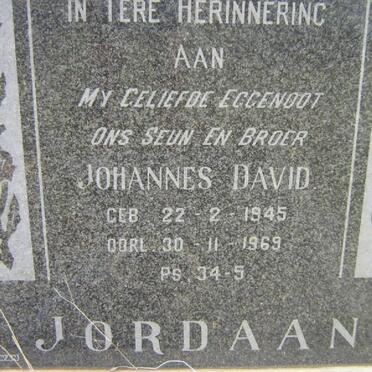 IN TERE HERINNERING
AAN
MY GELIEFDE EGGENOOT
ONS SEUN EN BROER
JOHANNES DAVID
GEB. 22 - 2 - 1945
OORL. 30 - 11 - 1969
PS. 34-5
JORDAAN